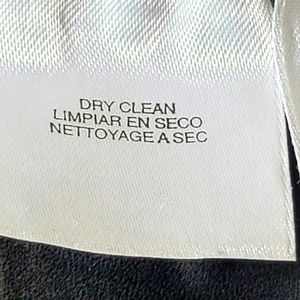 DRY CLEAN
LIMPIAR EN SECO
NETTOYAGE A SEC